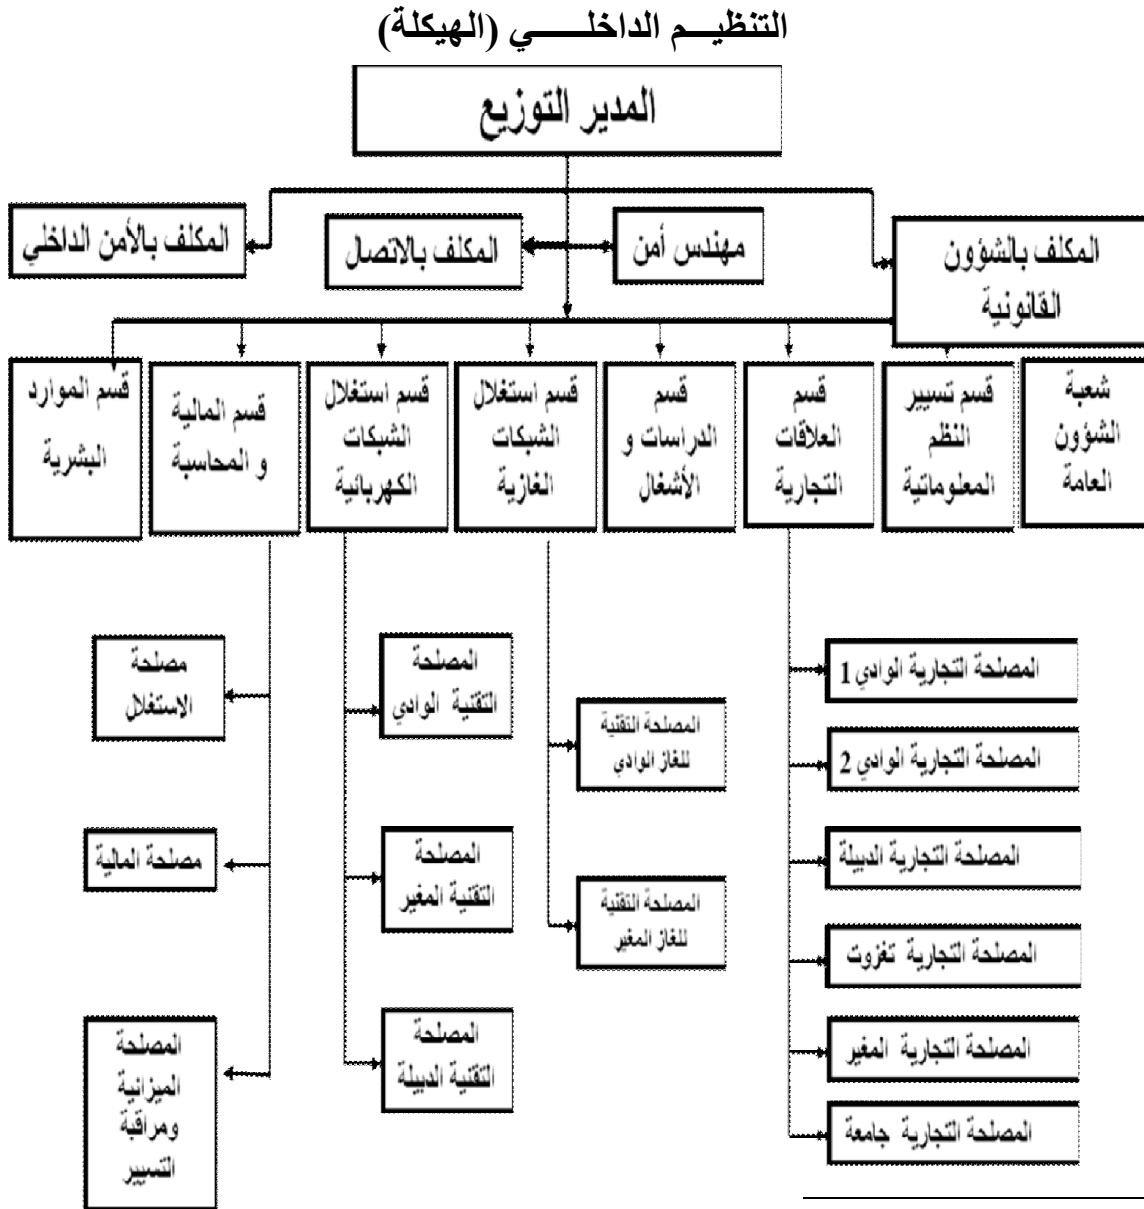 التنظيـم الداخلـــي (الهيكلة)
المدير التوزيع
المكلف بالشؤون
القانونية
مهندس أمن
المكلف بالاتصال
المكلف بالأمن الداخلي
شعبة
الشؤون
العامة
قسم تسيير
النظم
المعلوماتية
قسم
العلاقات
التجارية
قسم
الدراسات و
الأشغال
قسم استغلال
الشبكات
الغازية
قسم استغلال
الشبكات
الكهربائية
قسم المالية
و المحاسبة
قسم الموارد
البشرية
المصلحة التجارية الوادي 1
المصلحة التجارية الوادي 2
المصلحة التجارية الدبيلة
المصلحة التجارية تغزوت
المصلحة التجارية المغير
المصلحة التجارية جامعة
المصلحة التقنية
للغاز الوادي
المصلحة التقنية
للغاز المغير
المصلحة
التقنية الوادي
المصلحة
التقنية المغير
المصلحة
التقنية الدبيلة
مصلحة
الاستغلال
مصلحة المالية
المصلحة
الميزانية
ومراقبة
التسيير